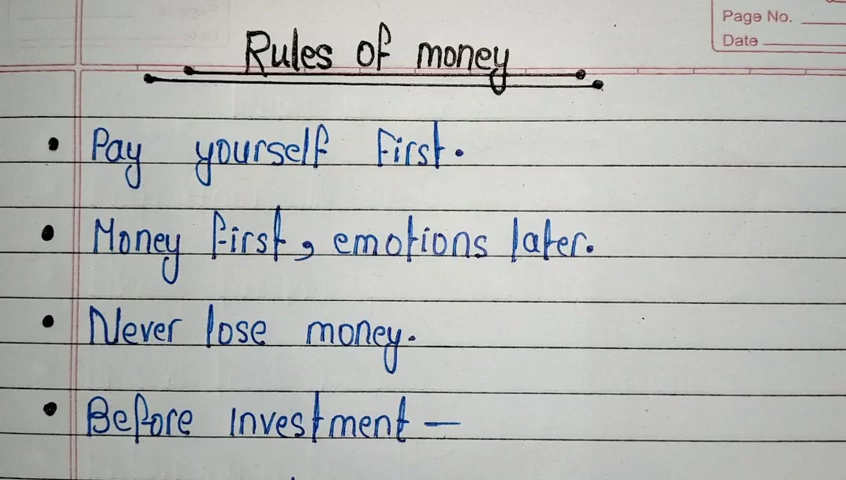 Page No.
Date
Rules of money
• Pay yourself first.
• Money first, emotions later.
• Never lose money.
• Before investment —